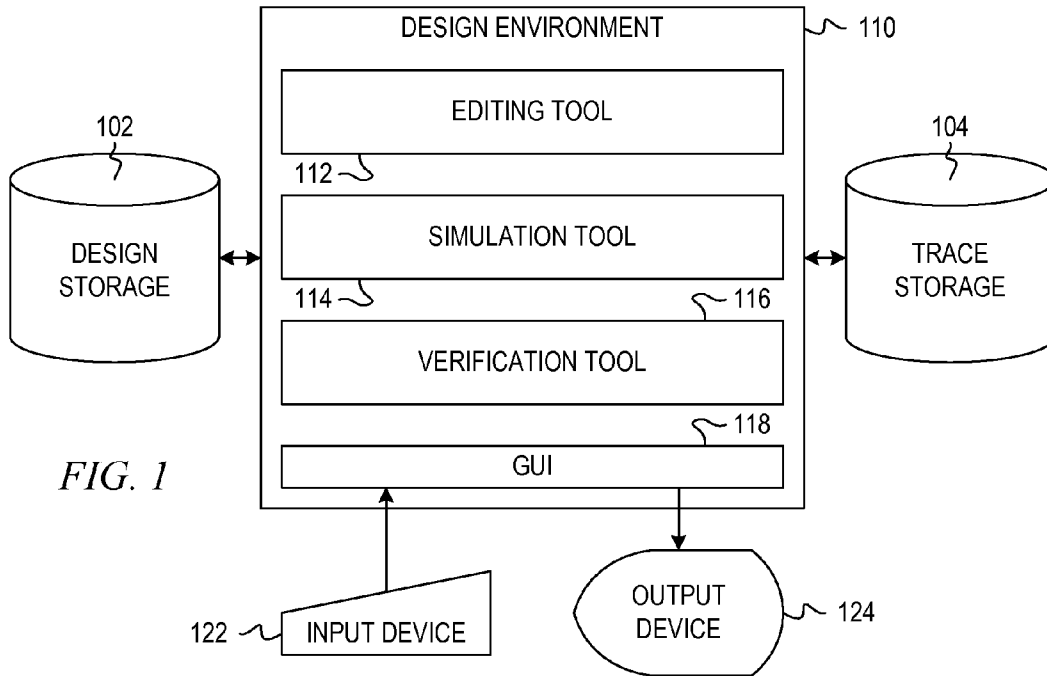 DESIGN ENVIRONMENT
110
EDITING TOOL
102
104
112
DESIGN
STORAGE
SIMULATION TOOL
TRACE
STORAGE
114
116
VERIFICATION TOOL
118
FIG. 1
GUI
122
INPUT DEVICE
OUTPUT
DEVICE
124